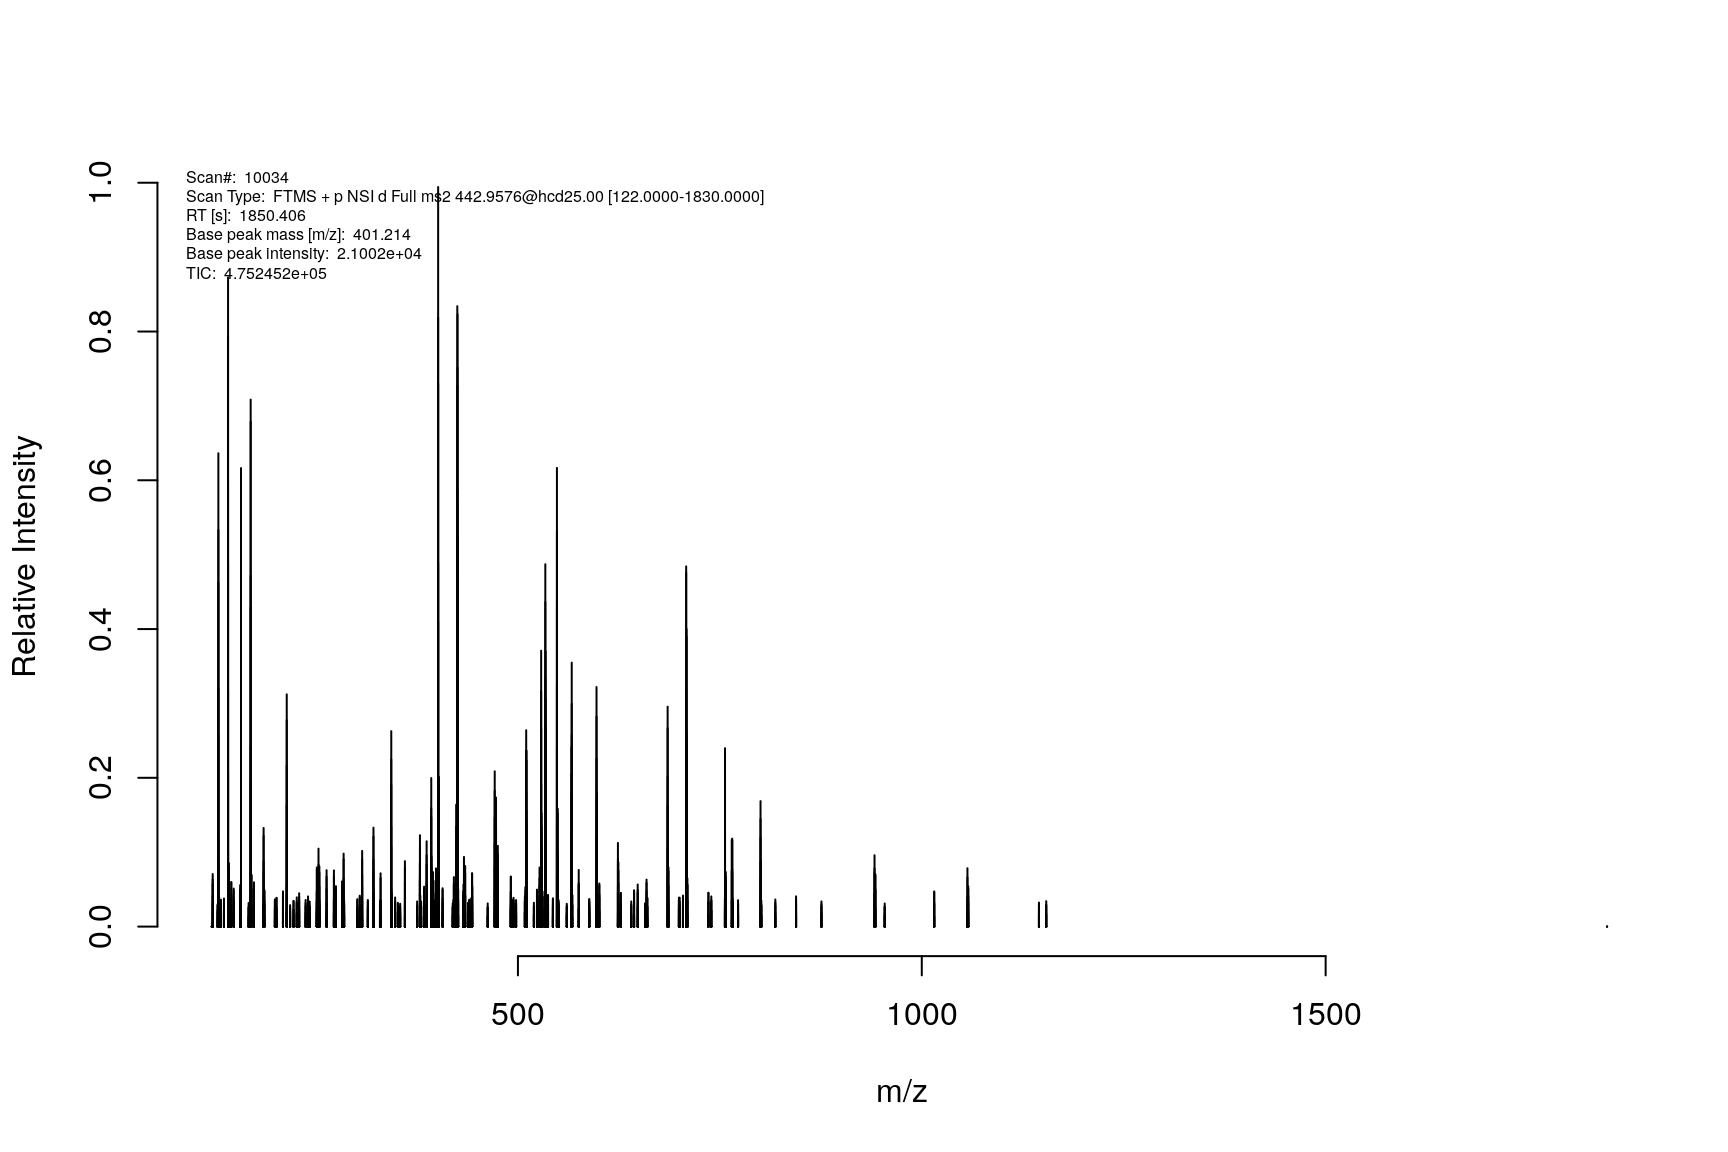 Scan#: 10034
Scan Type: FTMS + p NSI d Full ms2 442.9576@hcd25.00 [122.0000-1830.0000]
RT [s]: 1850.406
Base peak mass [m/z]: 401.214
Base peak intensity: 2.1002e+04
TIC: 4.752452e+05
1.0
0.8
0.6
0.4
0.2
0.0
Relative Intensity
500 1000 1500
m/z